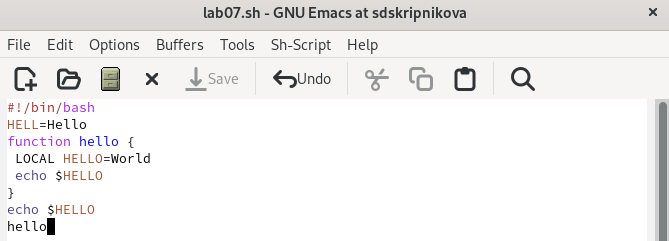 lab07.sh - GNU Emacs at sdskripnikova
File Edit Options Buffers Tools Sh-Script Help
Save Undo
#!/bin/bash
HELL=Hello
function hello {
 LOCAL HELLO=World
 echo $HELLO
}
echo $HELLO
hello